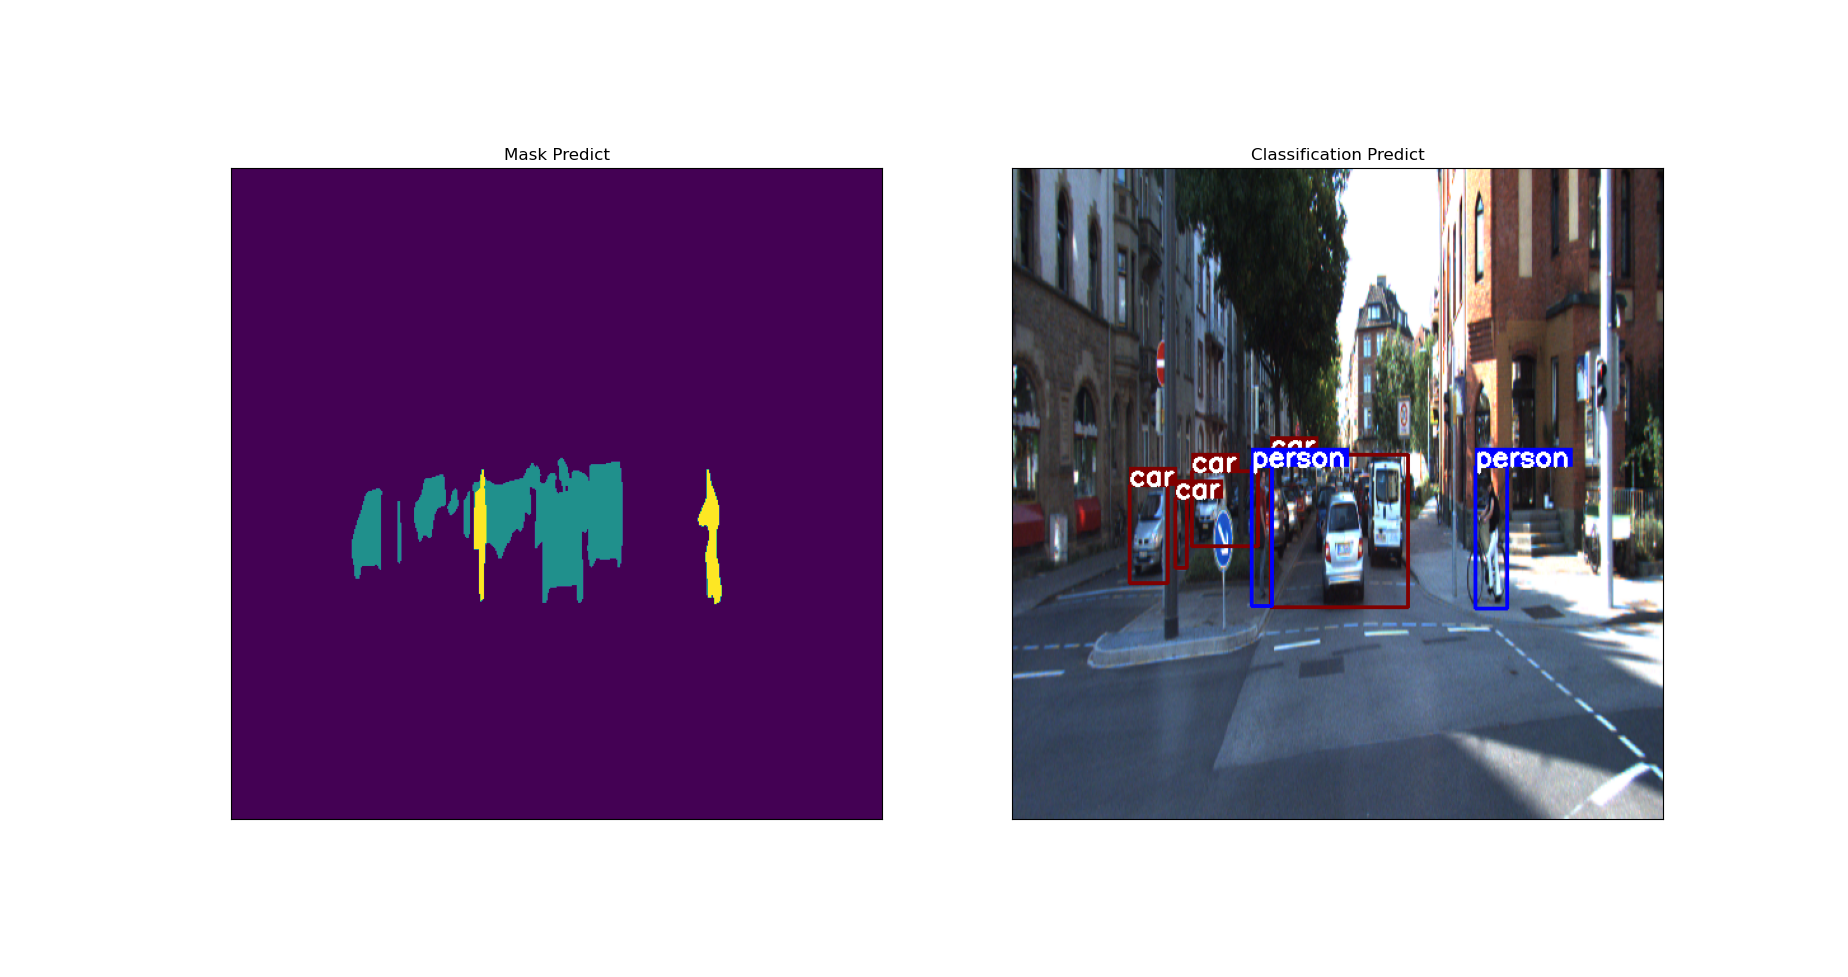 Mask Predict
Classification Predict
car
person
person
car
car
car